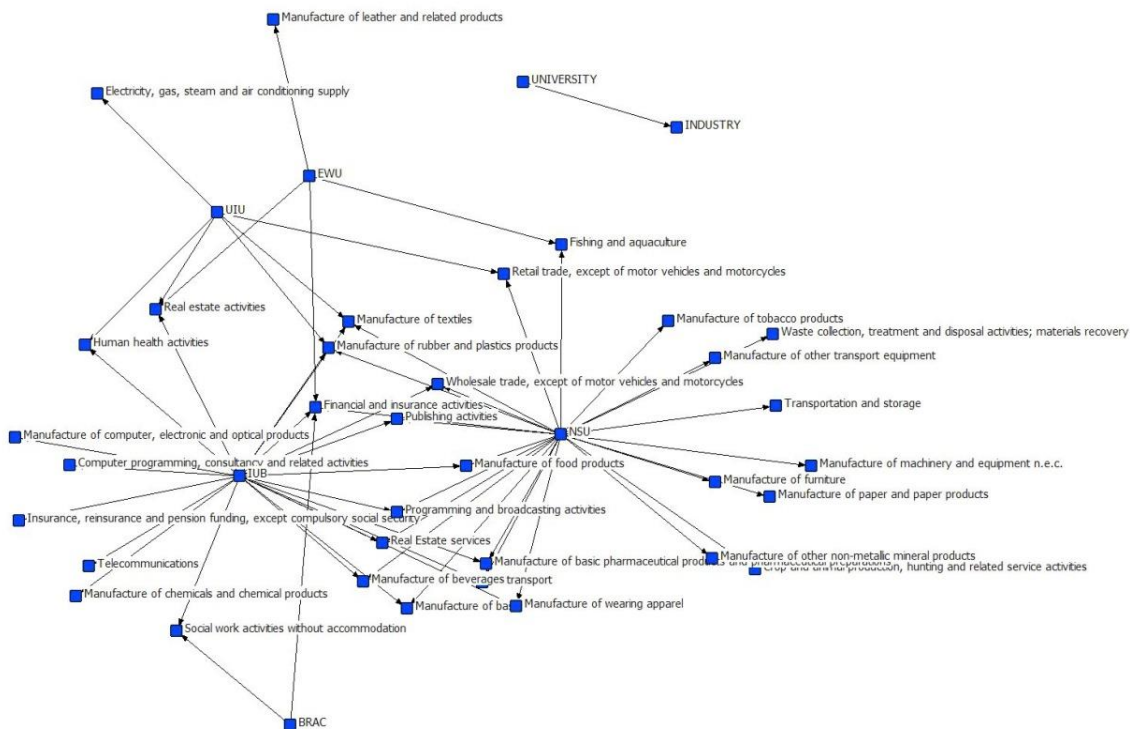 Manufacture of leather and related products
UNIVERSITY
Electricity, gas, steam and air conditioning supply
INDUSTRY
EWU
UIU
Fishing and aquaculture
Retail trade, except of motor vehicles and motorcycles
Real estate activities
Manufacture of textiles
Manufacture of tobacco products
Waste collection, treatment and disposal activities; materials recovery
Human health activities
Manufacture of rubber and plastics products
Manufacture of other transport equipment
Wholesale trade, except of motor vehicles and motorcycles
Financial and insurance activities
Transportation and storage
Publishing activities
Manufacture of computer, electronic and optical products
NSU
Computer programming, consultancy and related activities
Manufacture of food products
Manufacture of machinery and equipment n.e.c.
IUB
Manufacture of furniture
Manufacture of paper and paper products
Programming and broadcasting activities
Insurance, reinsurance and pension funding, except compulsory social security
Real Estate services
Manufacture of other non-metallic mineral products
Telecommunications
Manufacture of basic pharmaceutical products and pharmaceutical preparations
Crop and animal production, hunting and related service activities
Manufacture of beverages
transport
Manufacture of chemicals and chemical products
Manufacture of
Manufacture of wearing apparel
Social work activities without accommodation
BRAC